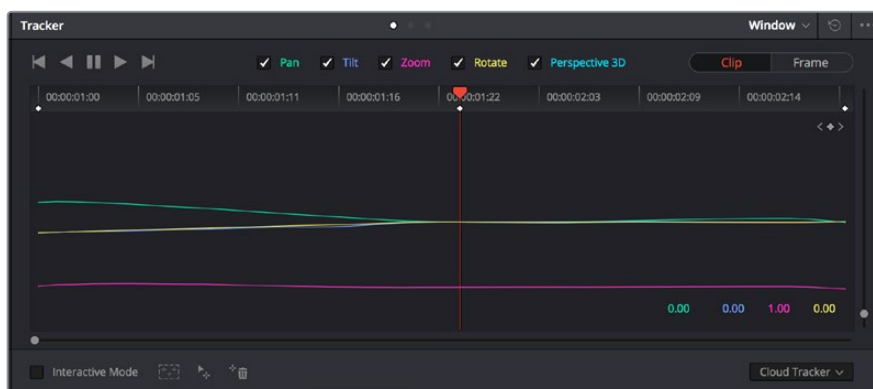 Tracker
Window
Pan Tilt Zoom Rotate Perspective 3D Clip Frame
00:00:01:00 00:00:01:05 00:00:01:11 00:00:01:16 00:00:01:22 00:00:02:03 00:00:02:09 00:00:02:14
0.00 0.00 1.00 0.00
Interactive Mode Cloud Tracker